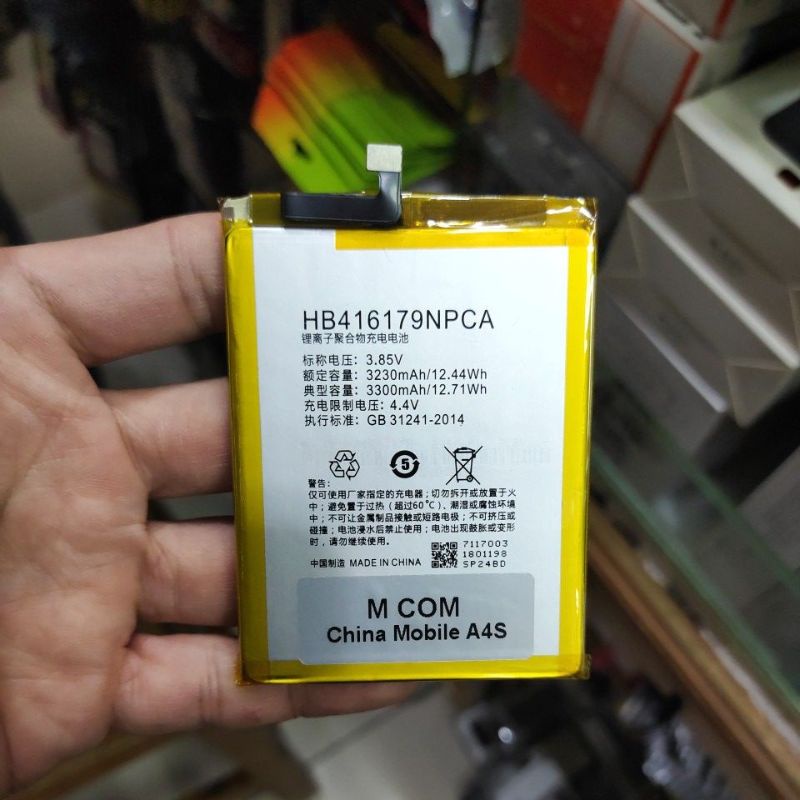 HB416179NPCA
锂离子聚合物充电电池
标称电压: 3.85V
额定容量: 3230mAh/12.44Wh
典型容量: 3300mAh/12.71Wh
充电限制电压: 4.4V
执行标准: GB 31241-2014
5
警告:
仅可使用厂家指定的充电器; 切勿拆开或放置于火
中; 避免置于过热 (超过60℃)、潮湿或腐蚀环境
中; 不可让金属制品接触或短路电极; 不可挤压或
碰撞; 电池浸水后禁止使用; 电池出现鼓胀或变形
时, 请勿继续使用。
7117003
1801198
SP24BD
中国制造 MADE IN CHINA
M COM
China Mobile A4S